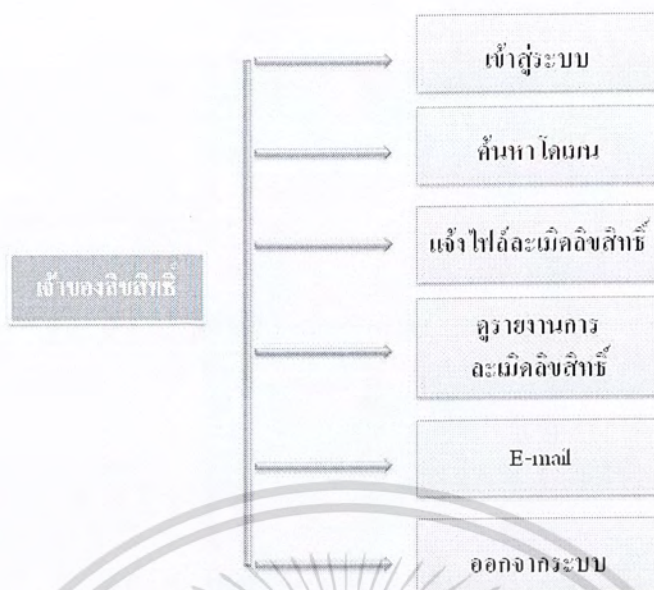 เข้าสู่ระบบ
ค้นหาโดเมน
แจ้งไฟล์ละเมิดลิขสิทธิ์
เจ้าของลิขสิทธิ์
ดูรายงานการ
ละเมิดลิขสิทธิ์
E-mail
ออกจากระบบ